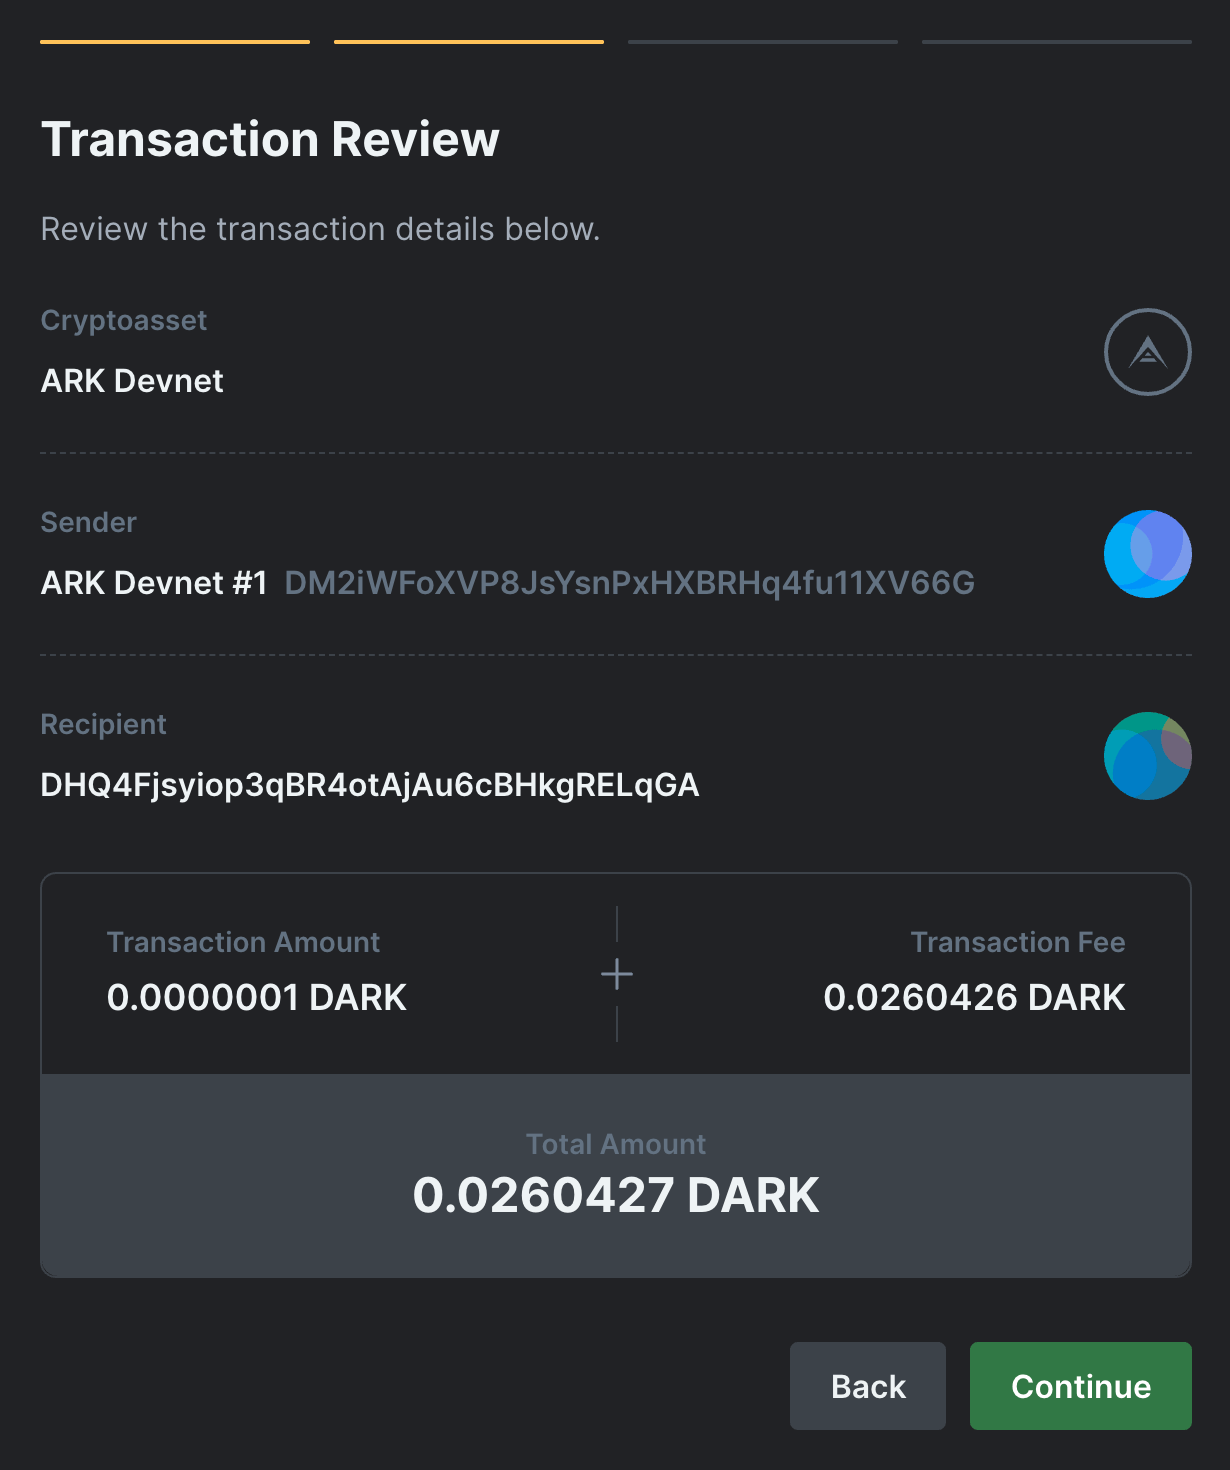 Transaction Review
Review the transaction details below.
Cryptoasset
ARK Devnet
Sender
ARK Devnet #1 DM2iWFoXVP8JsYsnPxHXBRHq4fu11XV66G
Recipient
DHQ4Fjsyiop3qBR4otAjAu6cBHkgRELqGA
Transaction Amount
0.0000001 DARK
+
Transaction Fee
0.0260426 DARK
Total Amount
0.0260427 DARK
Back
Continue